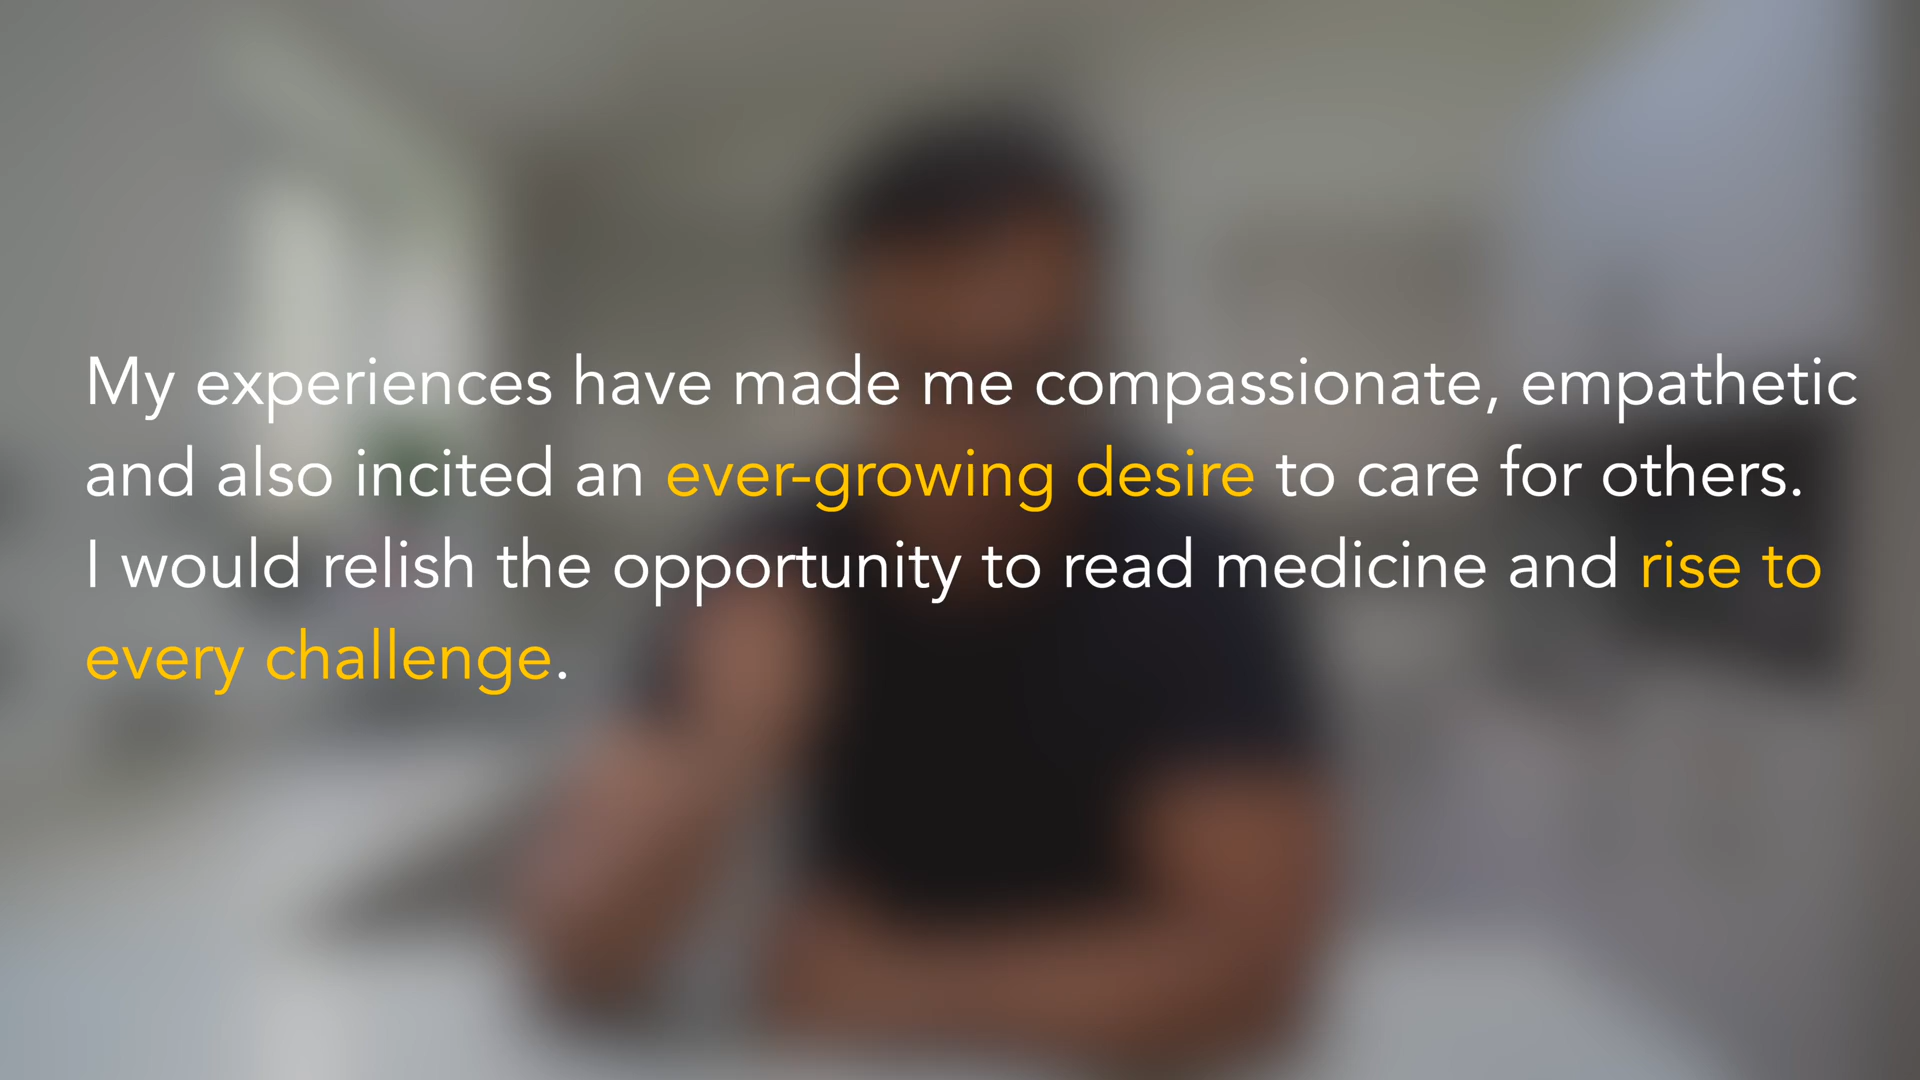 My experiences have made me compassionate, empathetic
and also incited an ever-growing desire to care for others.
I would relish the opportunity to read medicine and rise to
every challenge.